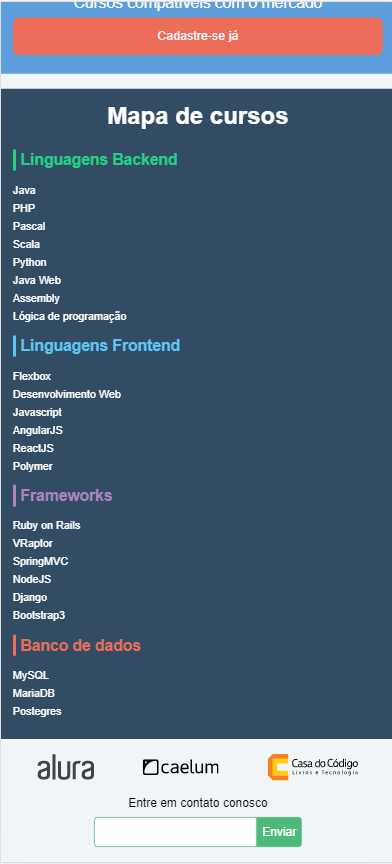 Cursos compatíveis com o mercado
Cadastre-se já
Mapa de cursos
Linguagens Backend
Java
PHP
Pascal
Scala
Python
Java Web
Assembly
Lógica de programação
Linguagens Frontend
Flexbox
Desenvolvimento Web
Javascript
AngularJS
ReactJS
Polymer
Frameworks
Ruby on Rails
VRaptor
SpringMVC
NodeJS
Django
Bootstrap3
Banco de dados
MySQL
MariaDB
Postegres
alura caelum Casa do Código
Livros e Tecnologia
Entre em contato conosco
Enviar